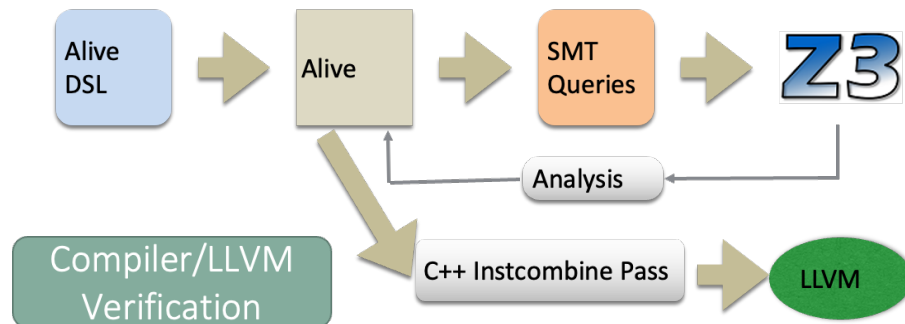 Alive
DSL
Alive
SMT
Queries
Z3
Analysis
Compiler/LLVM
Verification
C++ Instcombine Pass
LLVM